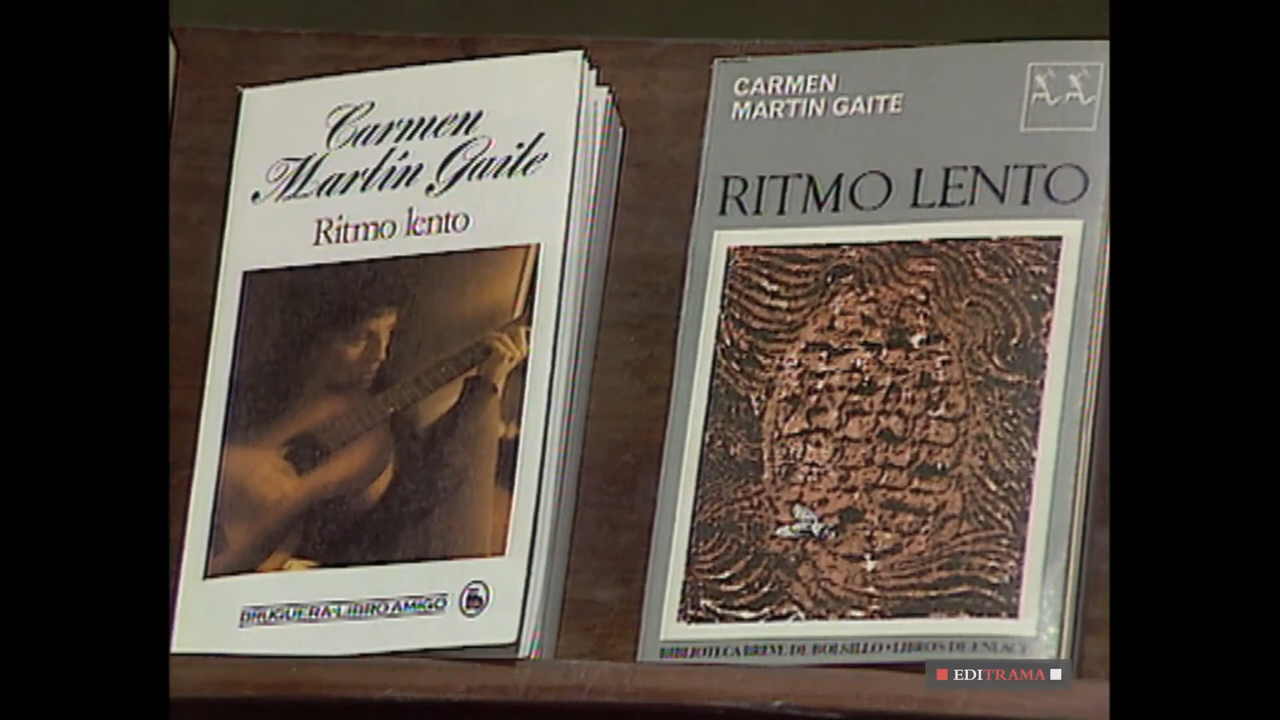 Carmen
Martín Gaite
Ritmo lento
BRUGUERA-LIBRO AMIGO
CARMEN
MARTIN GAITE
RITMO LENTO
BIBLIOTECA BREVE DE BOLSILLO • LIBROS DE ENLACE
EDITRAMA